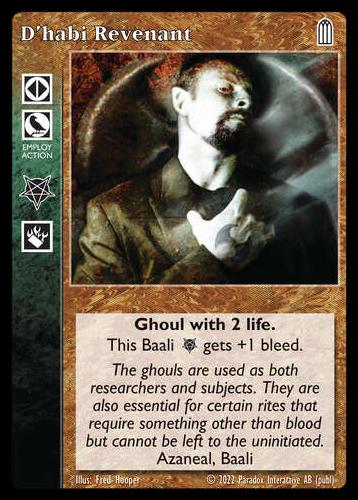 D'habi Revenant
EMPLOY
ACTION
Ghoul with 2 life.
This Baali gets +1 bleed.
The ghouls are used as both
researchers and subjects. They are
also essential for certain rites that
require something other than blood
but cannot be left to the uninitiated.
Azaneal, Baali
Illus: Fred Hooper
© 2022 Paradox Interactive AB (publ)